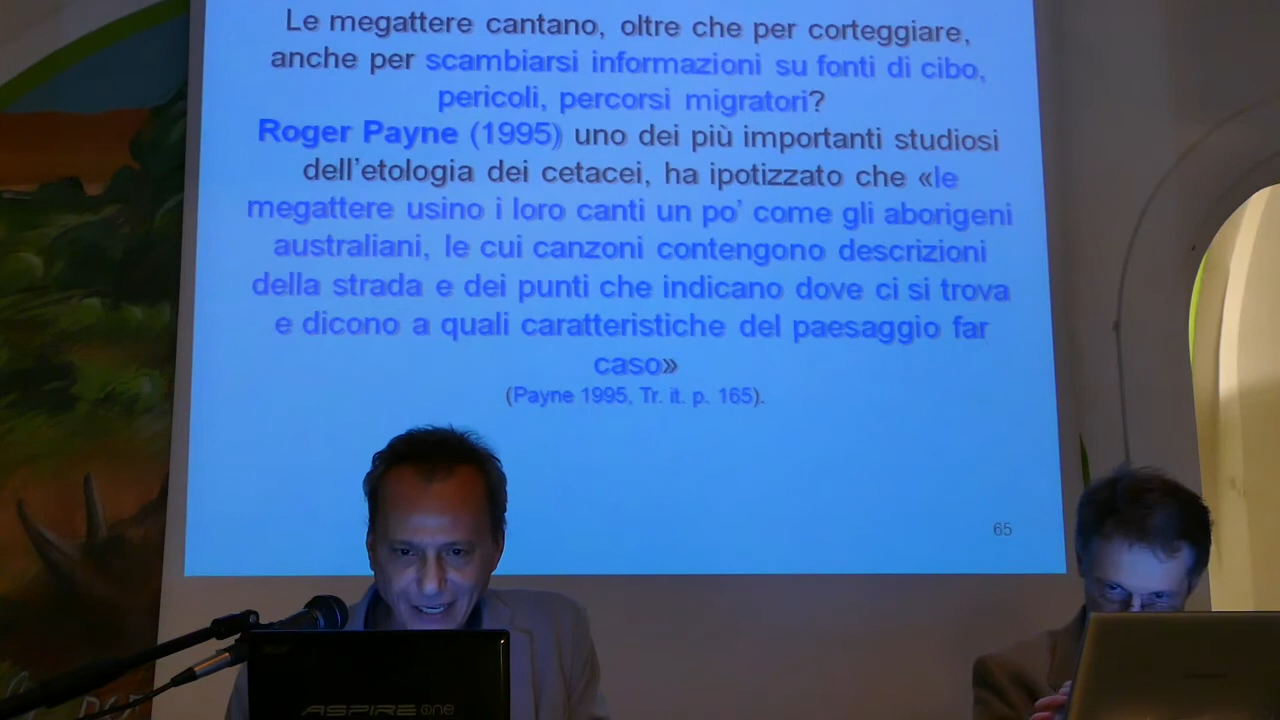 Le megattere cantano, oltre che per corteggiare,
anche per scambiarsi informazioni su fonti di cibo,
pericoli, percorsi migratori?
Roger Payne (1995) uno dei più importanti studiosi
dell'etologia dei cetacei, ha ipotizzato che «le
megattere usino i loro canti un po' come gli aborigeni
australiani, le cui canzoni contengono descrizioni
della strada e dei punti che indicano dove ci si trova
e dicono a quali caratteristiche del paesaggio far
caso»
(Payne 1995, Tr. it. p. 165).
65
ASPIRE one